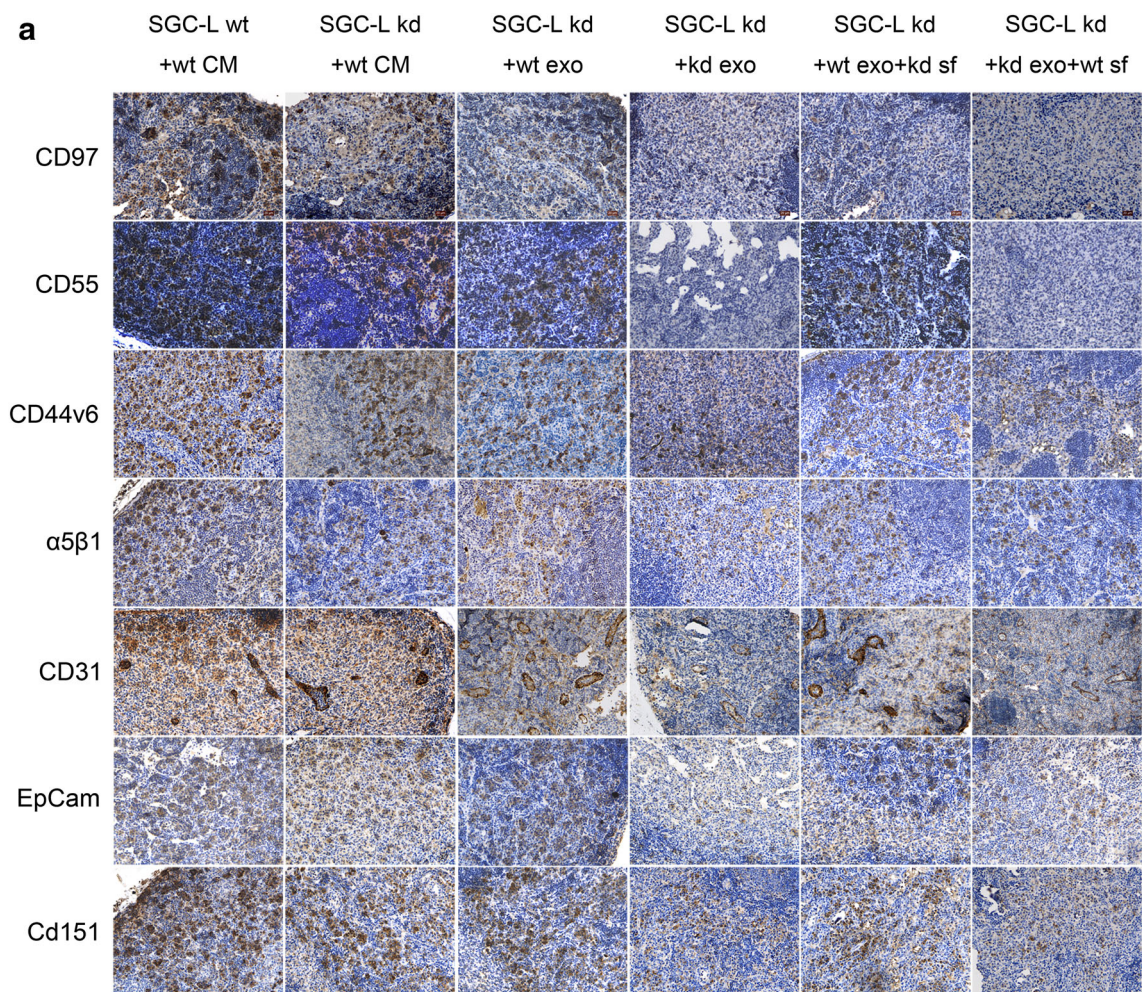 a
SGC-L wt SGC-L kd SGC-L kd SGC-L kd SGC-L kd SGC-L kd
+wt CM +wt CM +wt exo +kd exo +wt exo+kd sf +kd exo+wt sf
CD97
CD55
CD44v6
α5β1
CD31
EpCam
Cd151